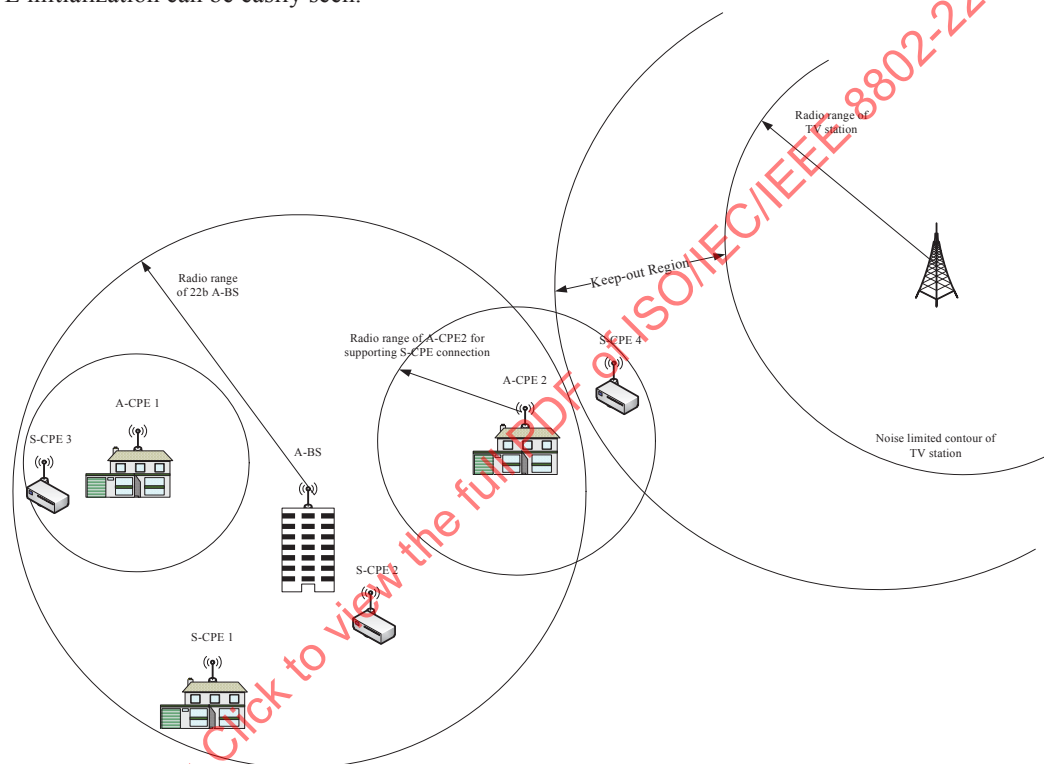 E initialization can be easily seen.
Radio range of
TV station
Keep-out Region
Radio range
of 22b A-BS
Radio range of A-CPE2 for
supporting S-CPE connection
S-CPE 4
A-CPE 2
A-CPE 1
S-CPE 3
A-BS
Noise limited contour of
TV station
S-CPE 2
S-CPE 1
Click to view the full PDF of ISO/IEC/IEEE 8802-22